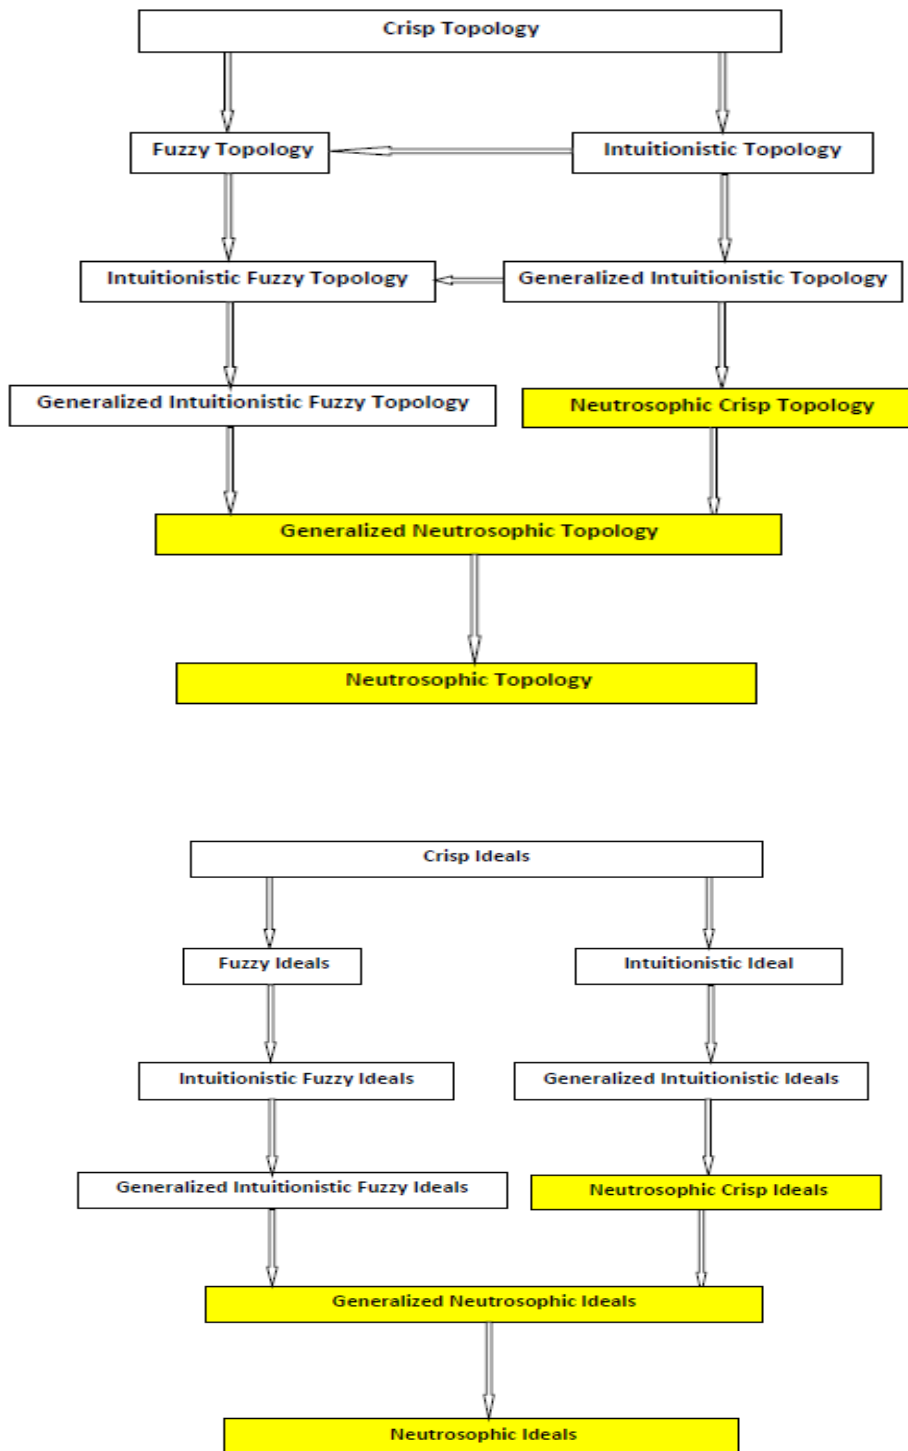 Crisp Topology
Fuzzy Topology
Intuitionistic Topology
Intuitionistic Fuzzy Topology
Generalized Intuitionistic Topology
Generalized Intuitionistic Fuzzy Topology
Neutrosophic Crisp Topology
Generalized Neutrosophic Topology
Neutrosophic Topology
Crisp Ideals
Fuzzy Ideals
Intuitionistic Ideal
Intuitionistic Fuzzy Ideals
Generalized Intuitionistic Ideals
Generalized Intuitionistic Fuzzy Ideals
Neutrosophic Crisp Ideals
Generalized Neutrosophic Ideals
Neutrosophic Ideals